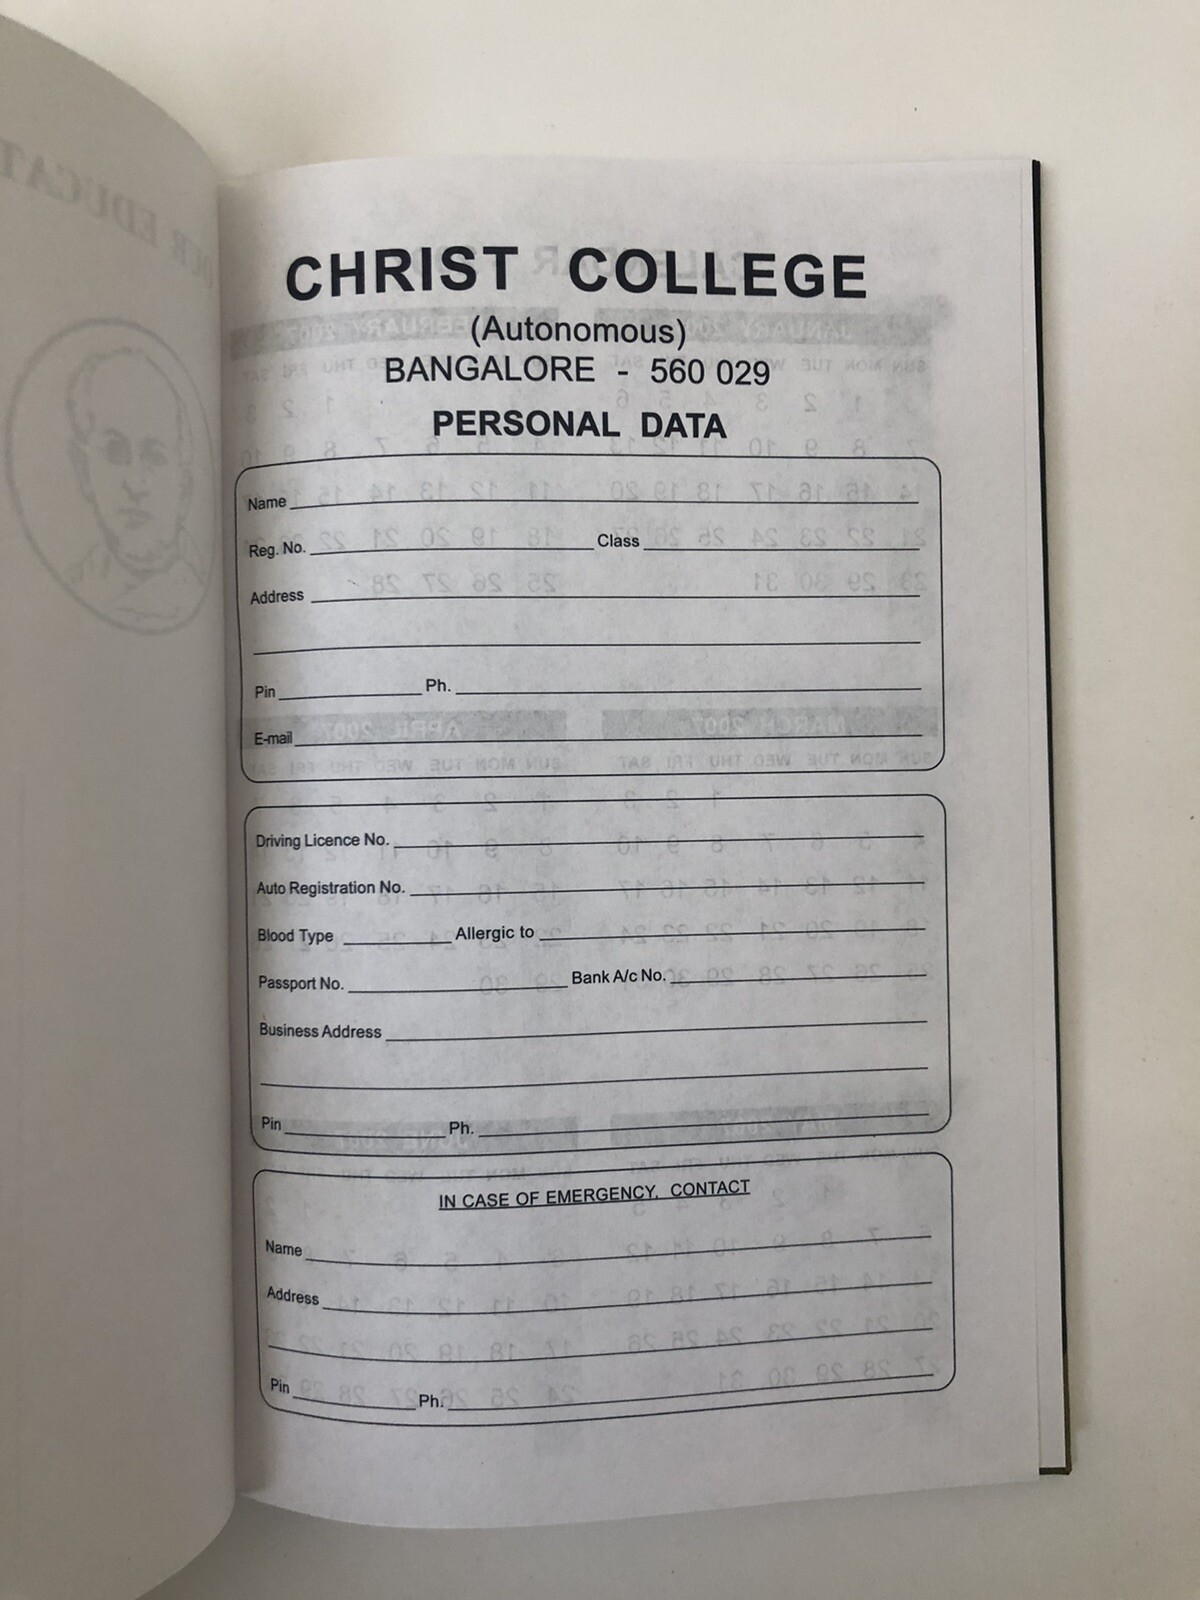 OUR EDUCAT
CHRIST COLLEGE
(Autonomous)
BANGALORE - 560 029
PERSONAL DATA
Name
Reg. No. Class
Address
Pin Ph.
E-mail
Driving Licence No.
Auto Registration No.
Blood Type Allergic to
Passport No. Bank A/c No.
Business Address
Pin Ph.
IN CASE OF EMERGENCY, CONTACT
Name
Address
Pin Ph.